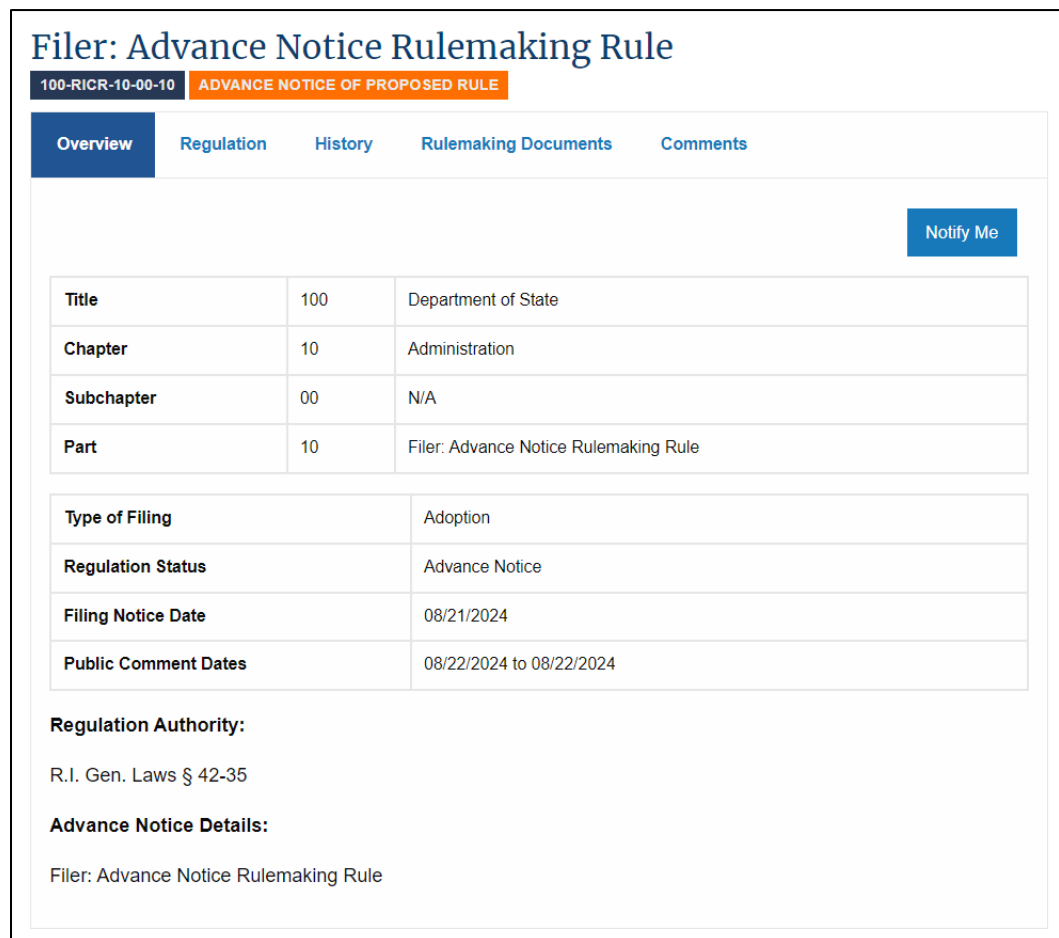 Filer: Advance Notice Rulemaking Rule
100-RICR-10-00-10 ADVANCE NOTICE OF PROPOSED RULE
Overview Regulation History Rulemaking Documents Comments
Notify Me
Title 100 Department of State
Chapter 10 Administration
Subchapter 00 N/A
Part 10 Filer: Advance Notice Rulemaking Rule
Type of Filing Adoption
Regulation Status Advance Notice
Filing Notice Date 08/21/2024
Public Comment Dates 08/22/2024 to 08/22/2024
Regulation Authority:
R.I. Gen. Laws § 42-35
Advance Notice Details:
Filer: Advance Notice Rulemaking Rule